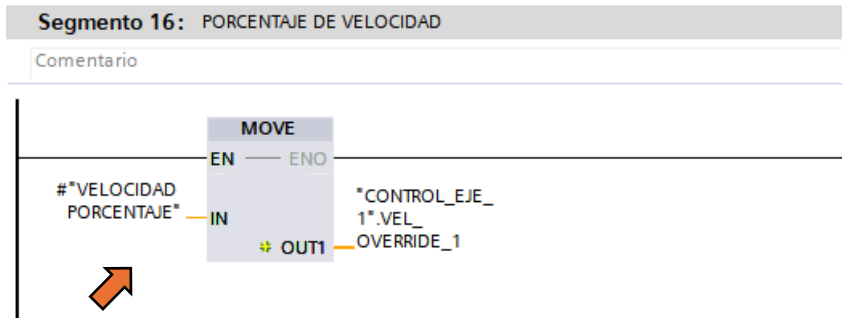 Segmento 16: PORCENTAJE DE VELOCIDAD
Comentario
MOVE
EN ENO
#"VELOCIDAD
PORCENTAJE"
IN
"CONTROL_EJE_
1".VEL_
OVERRIDE_1
OUT1